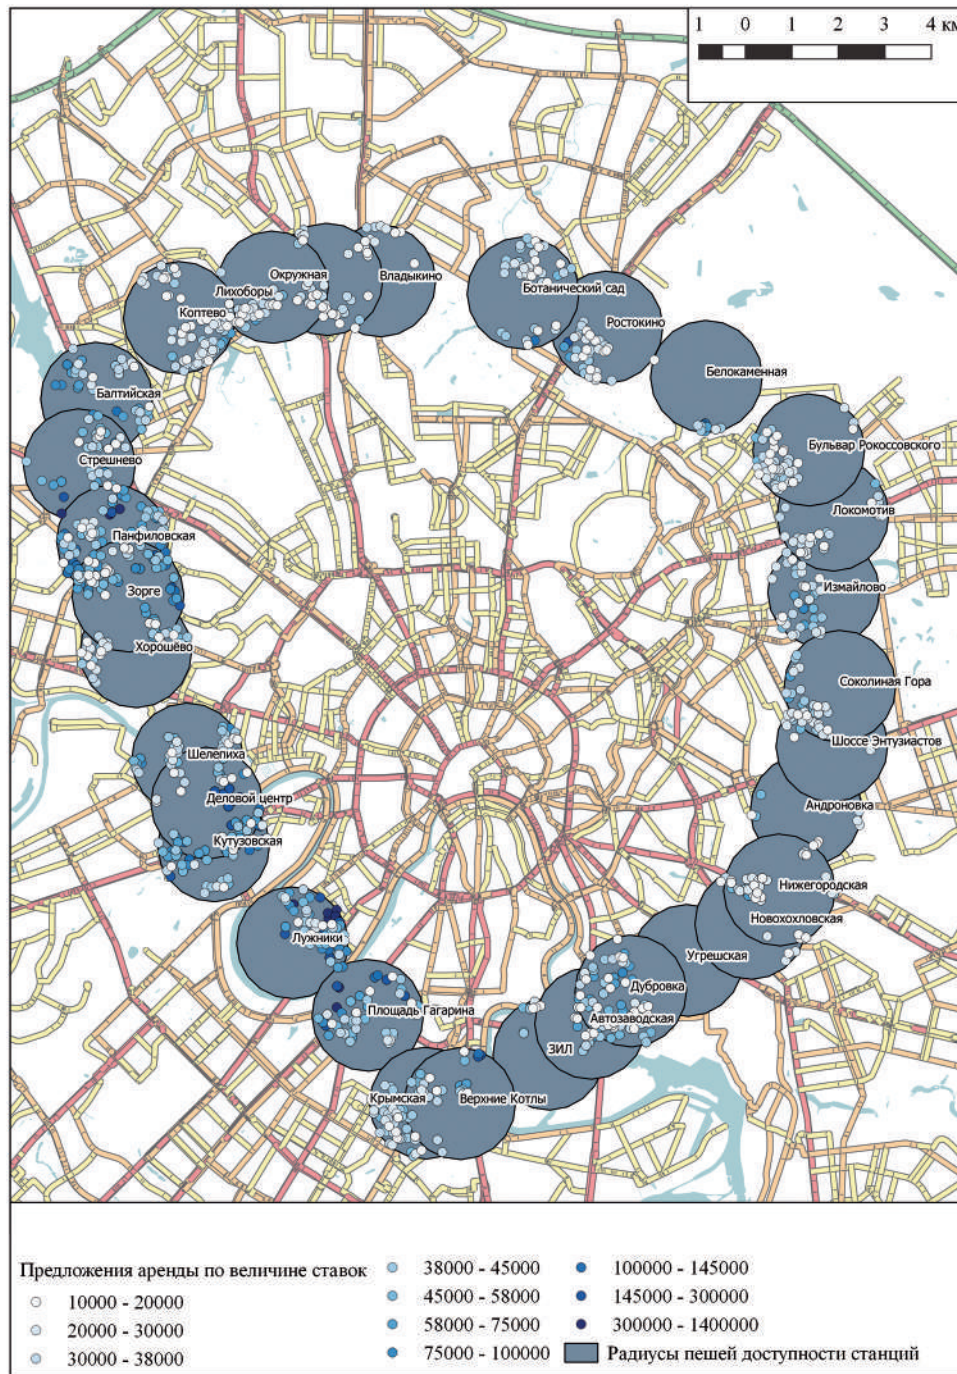 1 0 1 2 3 4 км
Окружная
Владыкино
Лихоборы
Ботанический сад
Коптево
Ростокино
Белокаменная
Балтийская
Бульвар Рокоссовского
Стрешнево
Локомотив
Панфиловская
Измайлово
Зорге
Хорошёво
Соколиная Гора
Шоссе Энтузиастов
Шелепиха
Деловой центр
Андроновка
Кутузовская
Нижегородская
Новохохловская
Лужники
Угрешская
Дубровка
Площадь Гагарина
Автозаводская
ЗИЛ
Крымская
Верхние Котлы
Предложения аренды по величине ставок
10000 - 20000
20000 - 30000
30000 - 38000
38000 - 45000
45000 - 58000
58000 - 75000
75000 - 100000
100000 - 145000
145000 - 300000
300000 - 1400000
Радиусы пешей доступности станций